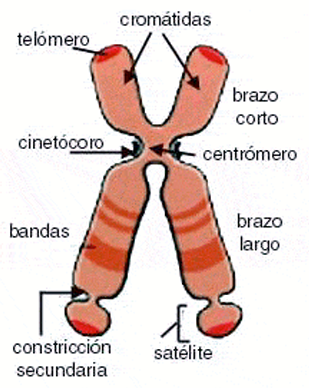 cromátidas
telómero
brazo
corto
cinetócoro
centrómero
bandas
brazo
largo
constricción
secundaria
satélite